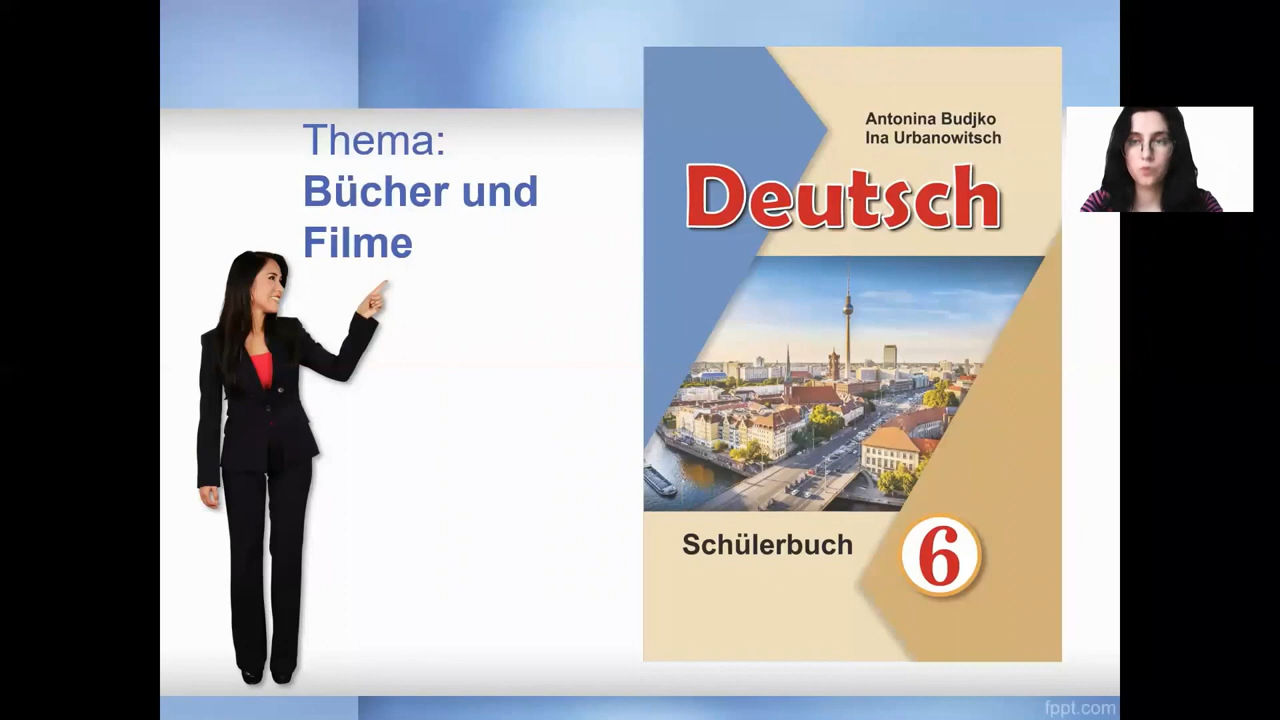 Thema:
Bücher und
Filme
Antonina Budjko
Ina Urbanowitsch
Deutsch
Schülerbuch
6
fppt.com